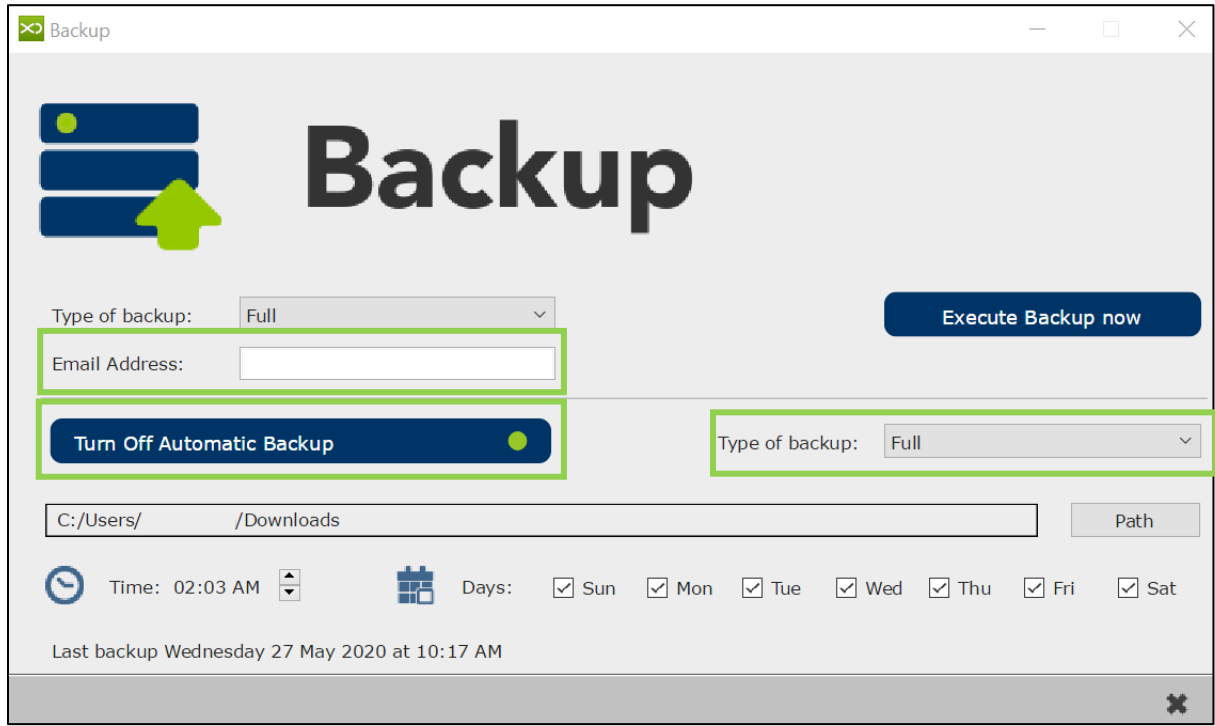 Backup
Backup
Type of backup: Full
Execute Backup now
Email Address:
Turn Off Automatic Backup
Type of backup: Full
C:/Users/ /Downloads
Path
Time: 02:03 AM
Days: Sun Mon Tue Wed Thu Fri Sat
Last backup Wednesday 27 May 2020 at 10:17 AM